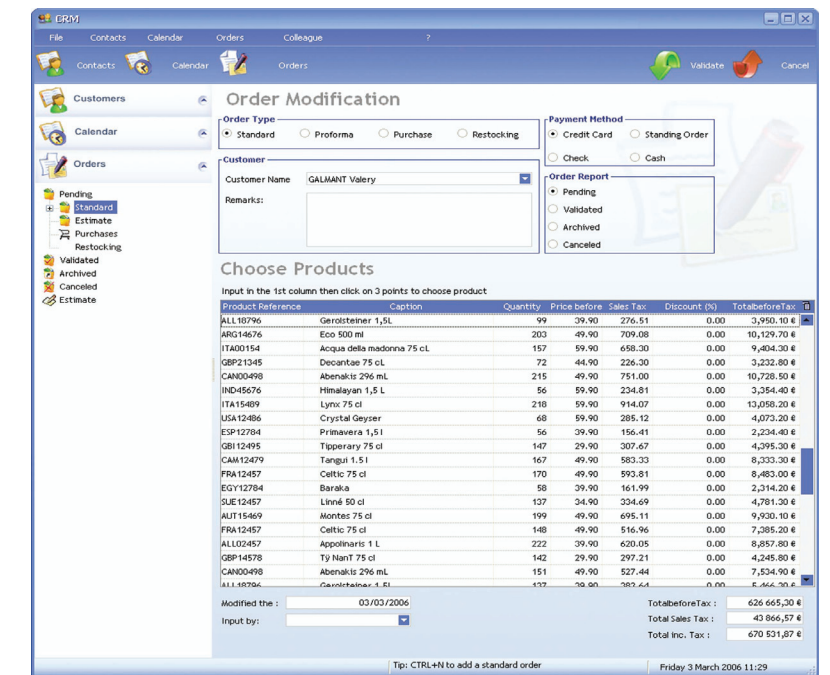 CRM
File Contacts Calendar Orders Colleague ?
Contacts Calendar Orders Validate Cancel
Customers
Calendar
Orders
Pending
Standard
Estimate
Purchases
Restocking
Validated
Archived
Canceled
Estimate
Order Modification
Order Type
Standard Proforma Purchase Restocking
Payment Method
Credit Card Standing Order
Check Cash
Customer
Customer Name GALMANT Valery
Remarks:
Order Report
Pending
Validated
Archived
Canceled
Choose Products
Input in the 1st column then click on 3 points to choose product
Product Reference Caption Quantity Price before Sales Tax Discount (%) TotalbeforeTax
ALL18796 Gerolsteiner 1,5L 99 39.90 276.51 0.00 3,950.10 €
ARG14676 Eco 500 ml 203 49.90 709.08 0.00 10,129.70 €
ITA00154 Acqua della madonna 75 cL 157 59.90 658.30 0.00 9,404.30 €
GBP21345 Decantae 75 cL 72 44.90 226.30 0.00 3,232.80 €
CAN00498 Abenakis 296 mL 215 49.90 751.00 0.00 10,728.50 €
IND45676 Himalayan 1,5 L 56 59.90 234.81 0.00 3,354.40 €
ITA15489 Lynx 75 cl 218 59.90 914.07 0.00 13,058.20 €
USA12486 Crystal Geyser 68 59.90 285.12 0.00 4,073.20 €
ESP12784 Primavera 1,5 l 56 39.90 156.41 0.00 2,234.40 €
GBI12495 Tipperary 75 cl 147 29.90 307.67 0.00 4,395.30 €
CAM12479 Tangui 1.5 l 167 49.90 583.33 0.00 8,333.30 €
FRA12457 Celtic 75 cl 170 49.90 593.81 0.00 8,483.00 €
EGY12784 Baraka 58 39.90 161.99 0.00 2,314.20 €
SUE12457 Linné 50 cl 137 34.90 334.69 0.00 4,781.30 €
AUT15469 Montes 75 cl 199 49.90 695.11 0.00 9,930.10 €
FRA12457 Celtic 75 cl 148 49.90 516.96 0.00 7,385.20 €
ALL02457 Appolinaris 1 L 222 39.90 620.05 0.00 8,857.80 €
GBP14578 Tŷ NanT 75 cl 142 29.90 297.21 0.00 4,245.80 €
CAN00498 Abenakis 296 mL 151 49.90 527.44 0.00 7,534.90 €
ALL18796 Gerolsteiner 1,5L 137 39.90 382.64 0.00 5,466.30 €
Modified the : 03/03/2006
Input by:
TotalbeforeTax : 626 665,30 €
Total Sales Tax : 43 866,57 €
Total inc. Tax : 670 531,87 €
Tip: CTRL+N to add a standard order
Friday 3 March 2006 11:29